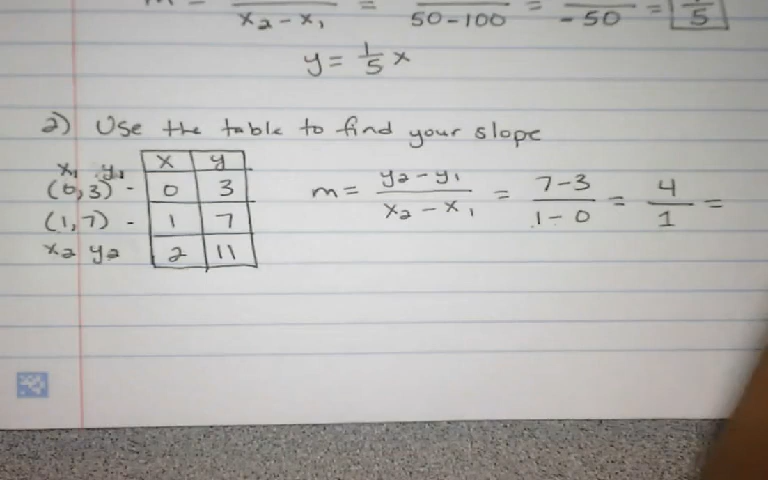 x₂ - x₁ = 50 - 100 = -50 = 5
y = 1/5 x
2) Use the table to find your slope
x₁ y₁ x y
(0,3) - 0 3 m = y₂ - y₁ / x₂ - x₁ = 7 - 3 / 1 - 0 = 4 / 1 =
(1,7) - 1 7
x₂ y₂ 2 11